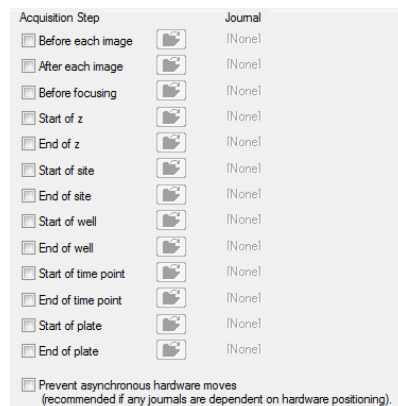 Acquisition Step Journal
Before each image [None]
After each image [None]
Before focusing [None]
Start of z [None]
End of z [None]
Start of site [None]
End of site [None]
Start of well [None]
End of well [None]
Start of time point [None]
End of time point [None]
Start of plate [None]
End of plate [None]
Prevent asynchronous hardware moves
(recommended if any journals are dependent on hardware positioning).